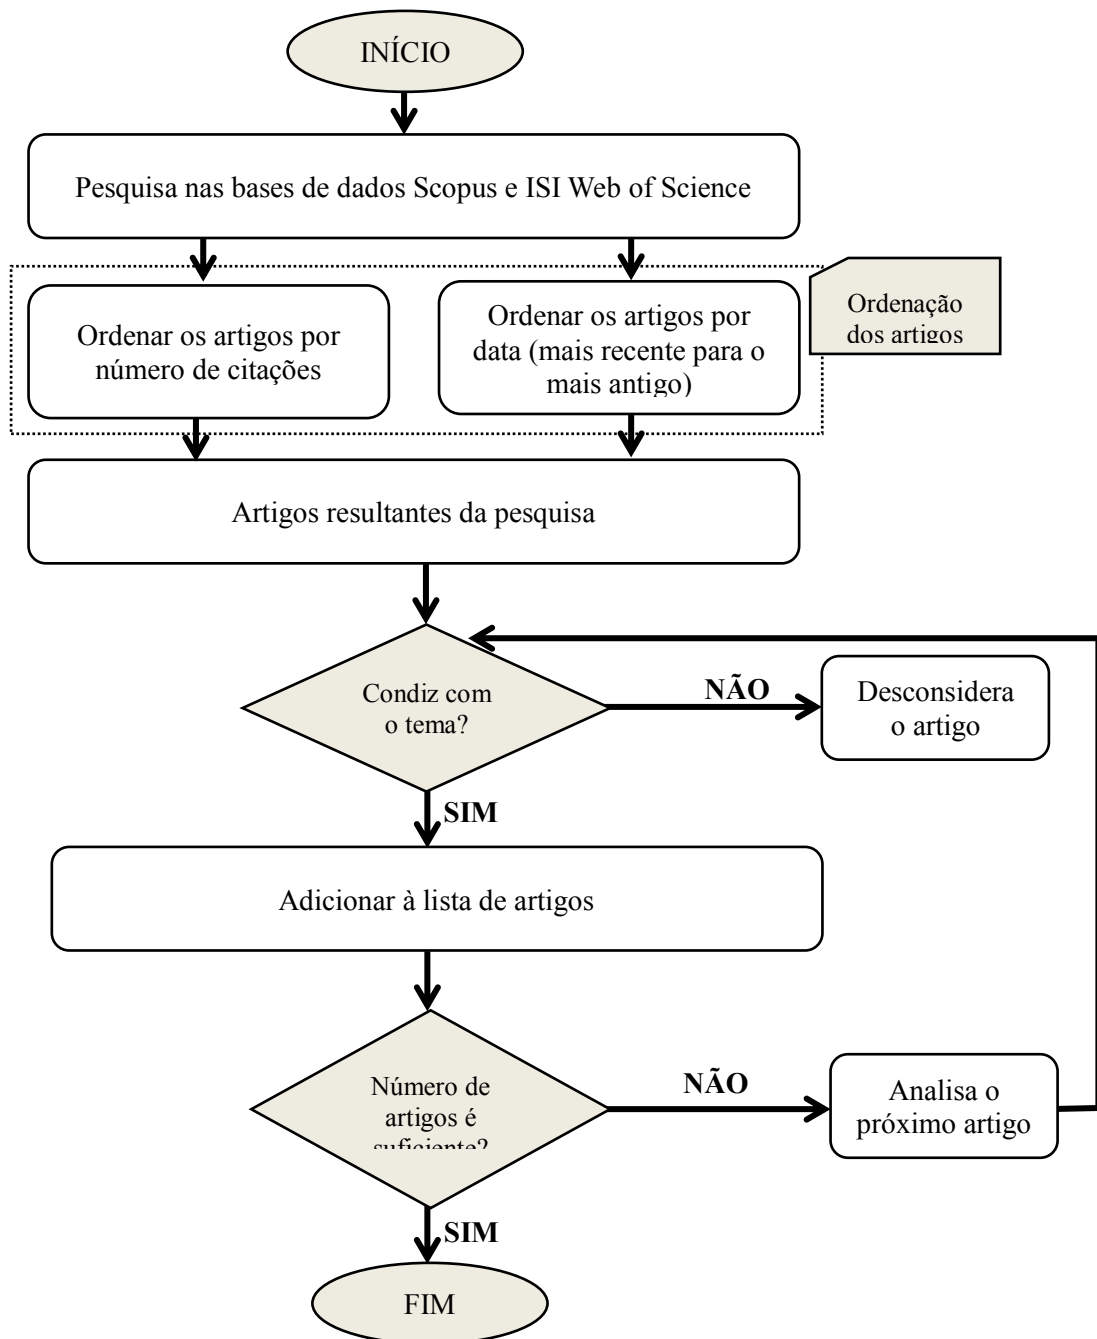 INÍCIO
Pesquisa nas bases de dados Scopus e ISI Web of Science
Ordenar os artigos por
número de citações
Ordenar os artigos por
data (mais recente para o
mais antigo)
Ordenação
dos artigos
Artigos resultantes da pesquisa
Condiz com
o tema?
NÃO
Desconsidera
o artigo
SIM
Adicionar à lista de artigos
Número de
artigos é
suficiente?
NÃO
Analisa o
próximo artigo
SIM
FIM